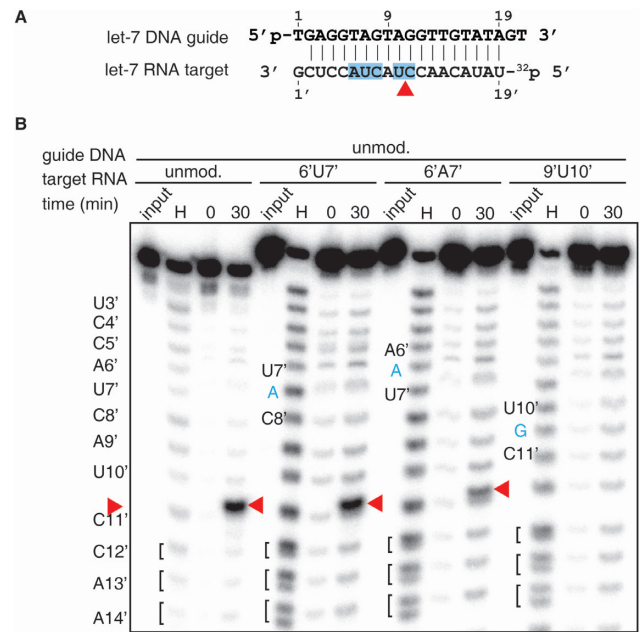 A
1 9 19
let-7 DNA guide 5'p-TGAGGTAGTAGGTTGTATAGT 3'
let-7 RNA target 3' GCUCCAUCAUCCAACAUAU-32p 5'
1' 19'
B
guide DNA unmod.
target RNA unmod. 6'U7' 6'A7' 9'U10'
time (min) input H 0 30 input H 0 30 input H 0 30 input H 0 30
U3'
C4'
C5' A6'
A6' U7' A
U7' A U7'
C8' C8' U10'
A9' G
U10' C11'
C11'
C12' [ [ [ [
A13' [ [ [ [
A14' [ [ [ [